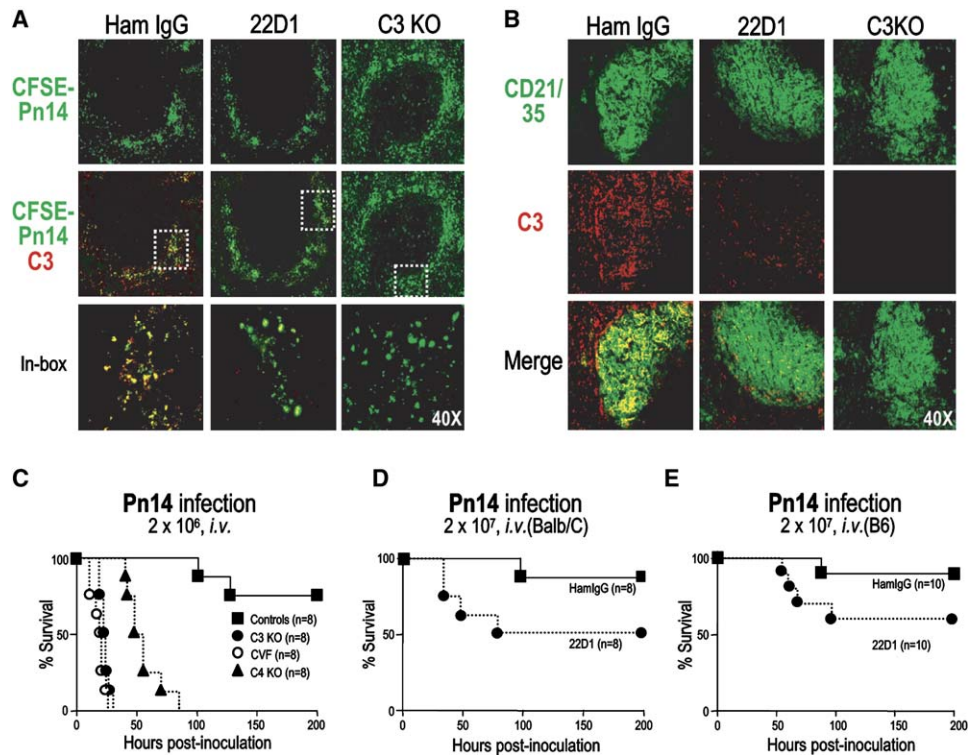 A
Ham IgG 22D1 C3 KO
CFSE-
Pn14
CFSE-
Pn14
C3
In-box
40X
B
Ham IgG 22D1 C3KO
CD21/
35
C3
Merge
40X
C
Pn14 infection
2 x 10⁶, i.v.
% Survival
100
50
0
Controls (n=8)
C3 KO (n=8)
CVF (n=8)
C4 KO (n=8)
0 50 100 150 200
Hours post-inoculation
D
Pn14 infection
2 x 10⁷, i.v.(Balb/C)
% Survival
100
50
0
HamIgG (n=8)
22D1 (n=8)
0 50 100 150 200
Hours post-inoculation
E
Pn14 infection
2 x 10⁷, i.v.(B6)
% Survival
100
50
0
HamIgG (n=10)
22D1 (n=10)
0 50 100 150 200
Hours post-inoculation